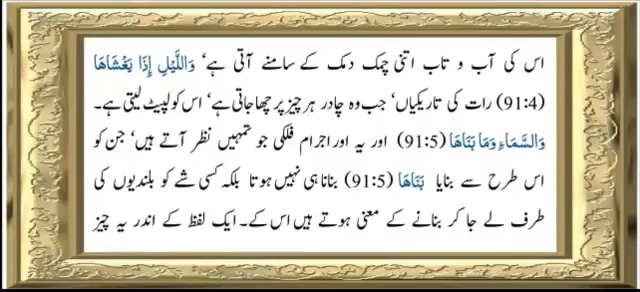 اس کی آب و تاب اتنی چمک دمک کے سامنے آتی ہے‘ وَاللَّيْلِ إِذَا يَغْشَاهَا
(91:4) رات کی تاریکیاں‘ جب وہ چادر ہر چیز پر چھا جاتی ہے‘ اس کو لپیٹ لیتی ہے۔
وَالسَّمَاءِ وَمَا بَنَاهَا (91:5) اور یہ اور اجرام فلکی جو تمہیں نظر آتے ہیں‘ جن کو
اس طرح سے بنایا بَنَاهَا (91:5) بنانا ہی نہیں ہوتا بلکہ کسی شے کو بلندیوں کی
طرف لے جا کر بنانے کے معنی ہوتے ہیں اس کے۔ ایک لفظ کے اندر یہ چیز